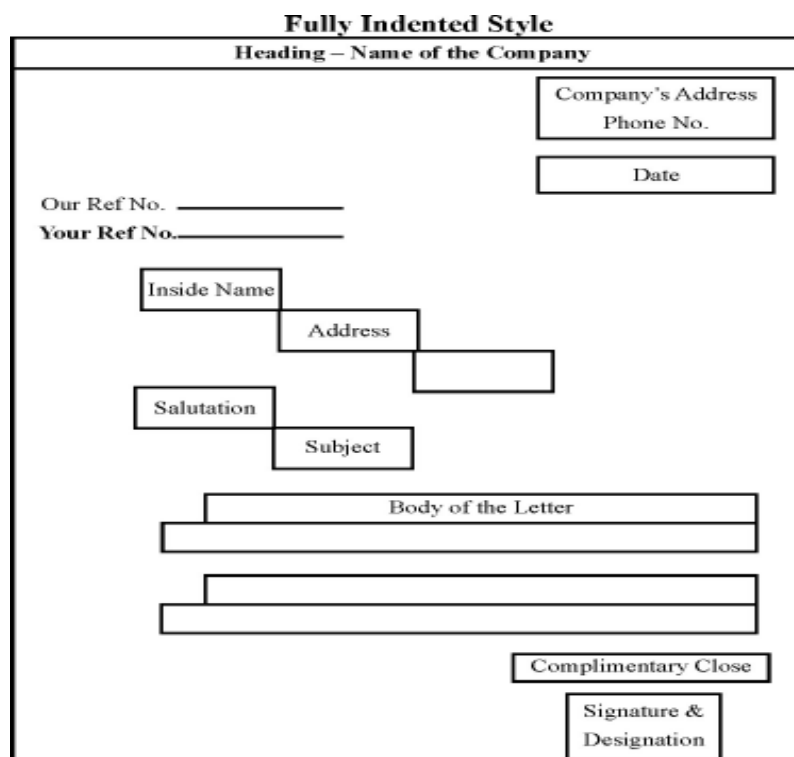 Fully Indented Style
Heading – Name of the Company
Company's Address
Phone No.
Date
Our Ref No.
Your Ref No.
Inside Name
Address
Salutation
Subject
Body of the Letter
Complimentary Close
Signature &
Designation